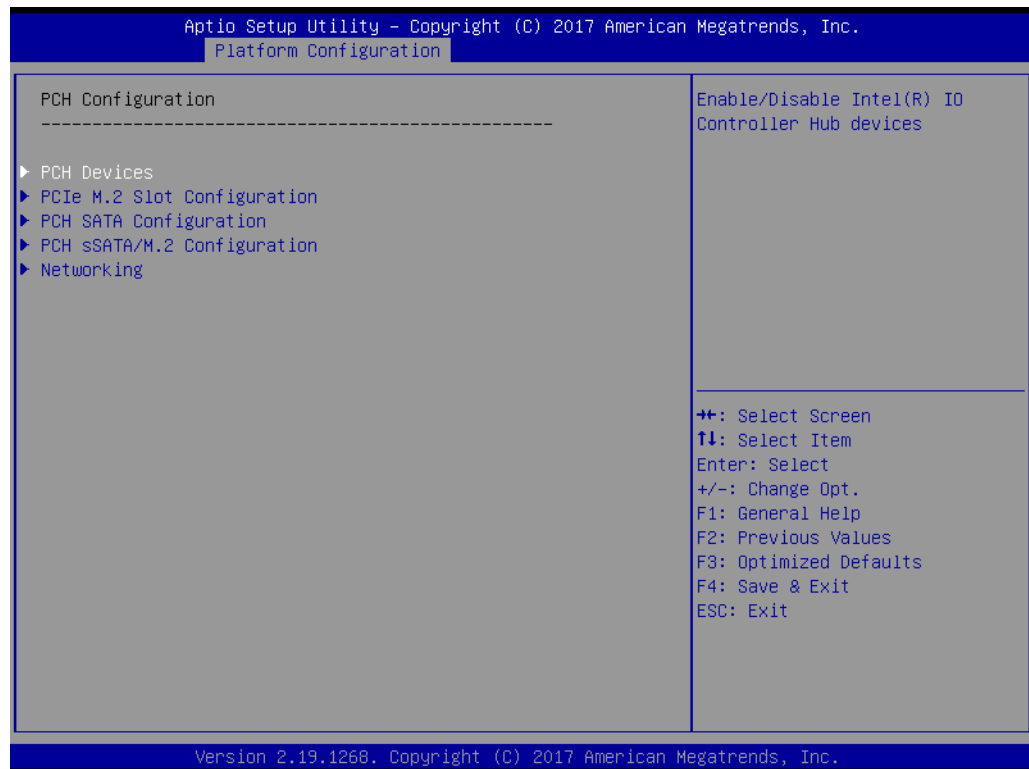 Aptio Setup Utility – Copyright (C) 2017 American Megatrends, Inc.
Platform Configuration
PCH Configuration
--------------------------------------------------
▶ PCH Devices
▶ PCIe M.2 Slot Configuration
▶ PCH SATA Configuration
▶ PCH sSATA/M.2 Configuration
▶ Networking
Enable/Disable Intel(R) IO
Controller Hub devices
→←: Select Screen
↑↓: Select Item
Enter: Select
+/-: Change Opt.
F1: General Help
F2: Previous Values
F3: Optimized Defaults
F4: Save & Exit
ESC: Exit
Version 2.19.1268. Copyright (C) 2017 American Megatrends, Inc.